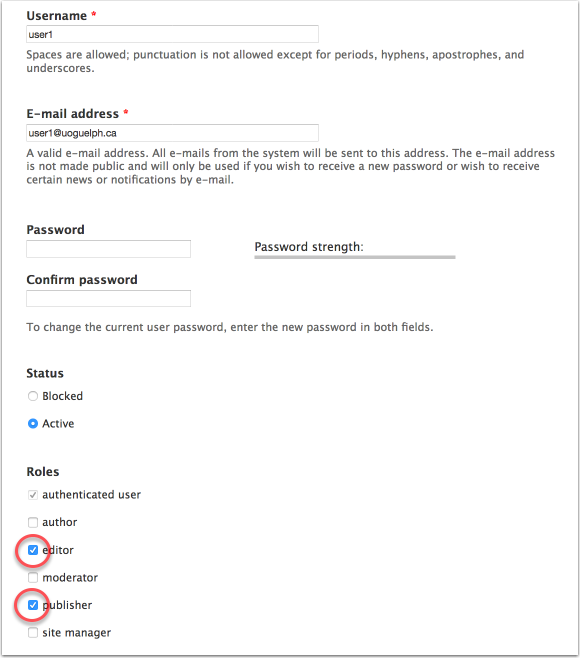 Username *
user1
Spaces are allowed; punctuation is not allowed except for periods, hyphens, apostrophes, and
underscores.
E-mail address *
user1@uoguelph.ca
A valid e-mail address. All e-mails from the system will be sent to this address. The e-mail address
is not made public and will only be used if you wish to receive a new password or wish to receive
certain news or notifications by e-mail.
Password
Password strength:
Confirm password
To change the current user password, enter the new password in both fields.
Status
Blocked
Active
Roles
authenticated user
author
editor
moderator
publisher
site manager